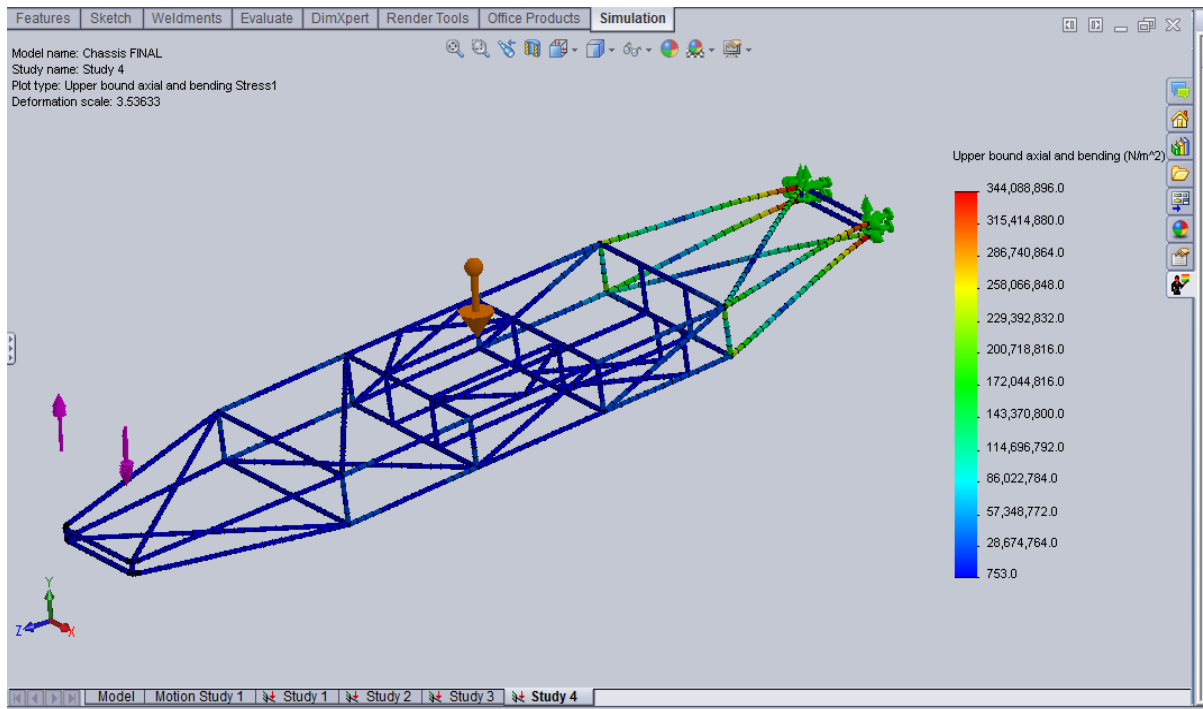 Features Sketch Weldments Evaluate DimXpert Render Tools Office Products Simulation
Model name: Chassis FINAL
Study name: Study 4
Plot type: Upper bound axial and bending Stress1
Deformation scale: 3.53633
Upper bound axial and bending (N/m^2)
344,088,896.0
315,414,880.0
286,740,864.0
258,066,848.0
229,392,832.0
200,718,816.0
172,044,816.0
143,370,800.0
114,696,792.0
86,022,784.0
57,348,772.0
28,674,764.0
753.0
Y
Z X
Model Motion Study 1 Study 1 Study 2 Study 3 Study 4